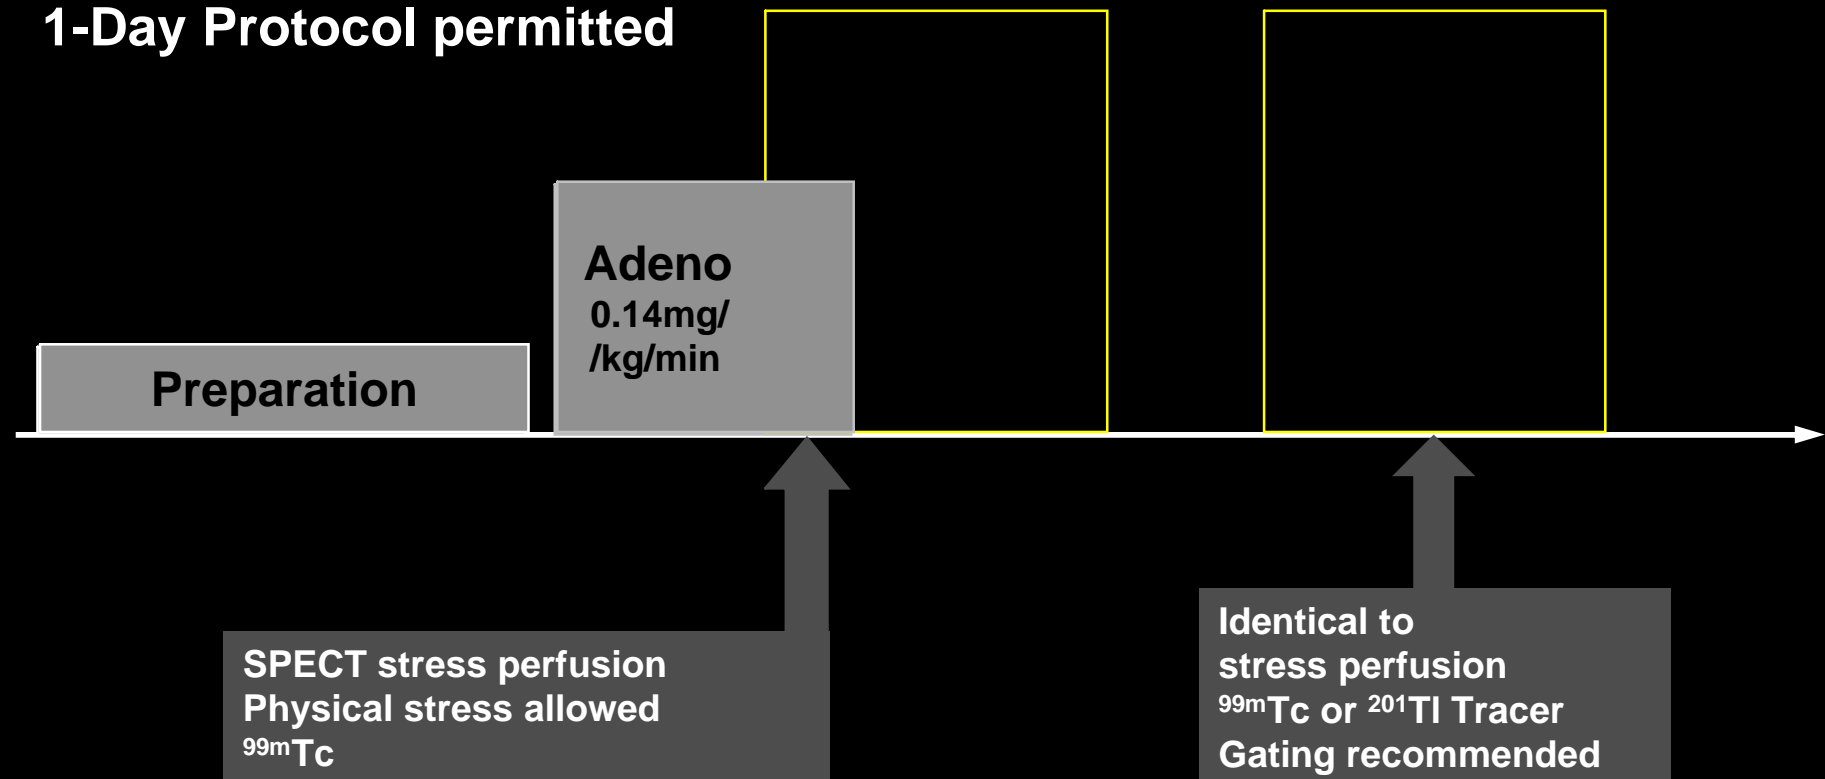 1-Day Protocol permitted
Adeno
0.14mg/
/kg/min
Preparation
SPECT stress perfusion
Physical stress allowed
99mTc
Identical to
stress perfusion
99mTc or 201Tl Tracer
Gating recommended